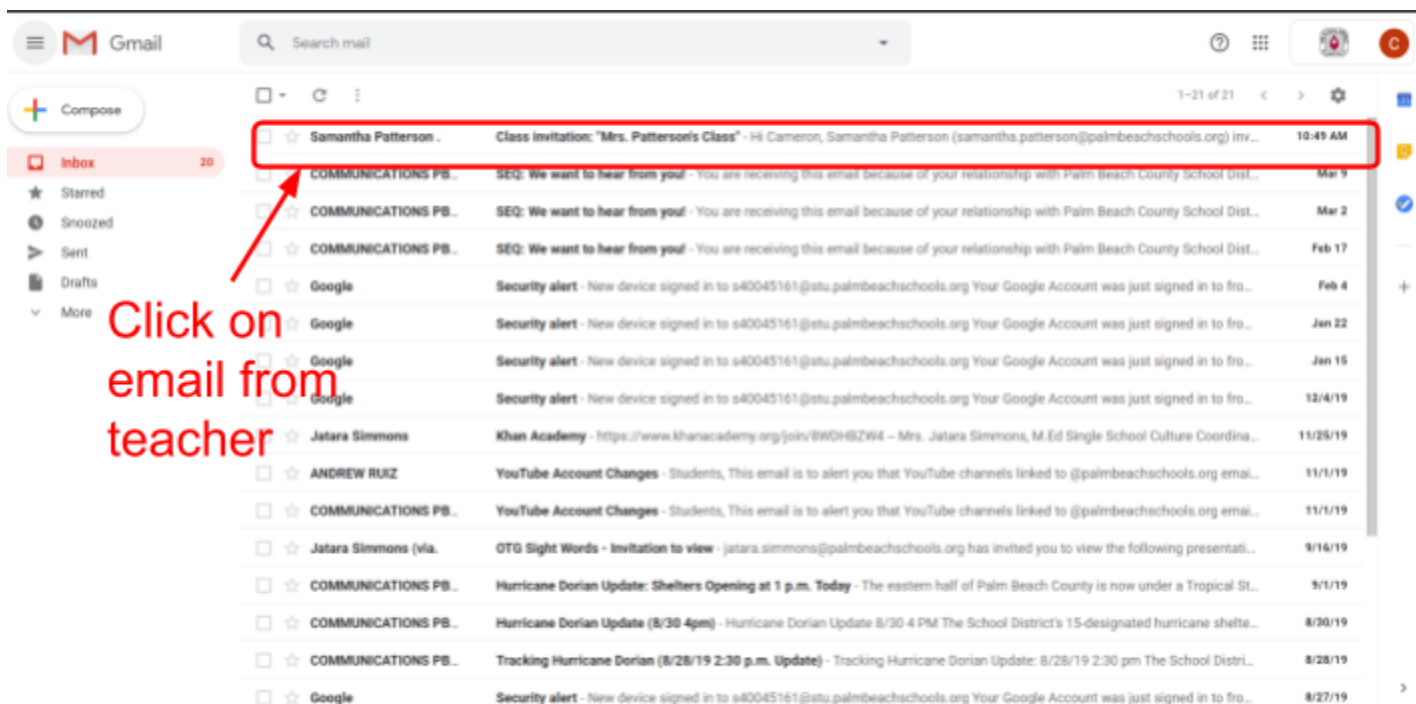 Gmail
Search mail
C
Compose
1–21 of 21
Inbox 20
Starred
Snoozed
Sent
Drafts
More
Samantha Patterson . Class invitation: "Mrs. Patterson's Class" - Hi Cameron, Samantha Patterson (samantha.patterson@palmbeachschools.org) inv... 10:49 AM
COMMUNICATIONS PB.. SEQ: We want to hear from you! - You are receiving this email because of your relationship with Palm Beach County School Dist... Mar 9
COMMUNICATIONS PB.. SEQ: We want to hear from you! - You are receiving this email because of your relationship with Palm Beach County School Dist... Mar 2
COMMUNICATIONS PB.. SEQ: We want to hear from you! - You are receiving this email because of your relationship with Palm Beach County School Dist... Feb 17
Google Security alert - New device signed in to s40045161@stu.palmbeachschools.org Your Google Account was just signed in to fro... Feb 4
Google Security alert - New device signed in to s40045161@stu.palmbeachschools.org Your Google Account was just signed in to fro... Jan 22
Google Security alert - New device signed in to s40045161@stu.palmbeachschools.org Your Google Account was just signed in to fro... Jan 15
Google Security alert - New device signed in to s40045161@stu.palmbeachschools.org Your Google Account was just signed in to fro... 12/4/19
Jatara Simmons Khan Academy - https://www.khanacademy.org/join/8WDHBZW4 – Mrs. Jatara Simmons, M.Ed Single School Culture Coordina... 11/25/19
ANDREW RUIZ YouTube Account Changes - Students, This email is to alert you that YouTube channels linked to @palmbeachschools.org emai... 11/1/19
COMMUNICATIONS PB.. YouTube Account Changes - Students, This email is to alert you that YouTube channels linked to @palmbeachschools.org emai... 11/1/19
Jatara Simmons (via. OTG Sight Words - Invitation to view - jatara.simmons@palmbeachschools.org has invited you to view the following presentati... 9/16/19
COMMUNICATIONS PB.. Hurricane Dorian Update: Shelters Opening at 1 p.m. Today - The eastern half of Palm Beach County is now under a Tropical St... 9/1/19
COMMUNICATIONS PB.. Hurricane Dorian Update (8/30 4pm) - Hurricane Dorian Update 8/30 4 PM The School District's 15-designated hurricane shelte... 8/30/19
COMMUNICATIONS PB.. Tracking Hurricane Dorian (8/28/19 2:30 p.m. Update) - Tracking Hurricane Dorian Update: 8/28/19 2:30 pm The School Distri... 8/28/19
Google Security alert - New device signed in to s40045161@stu.palmbeachschools.org Your Google Account was just signed in to fro... 8/27/19
Click on
email from
teacher